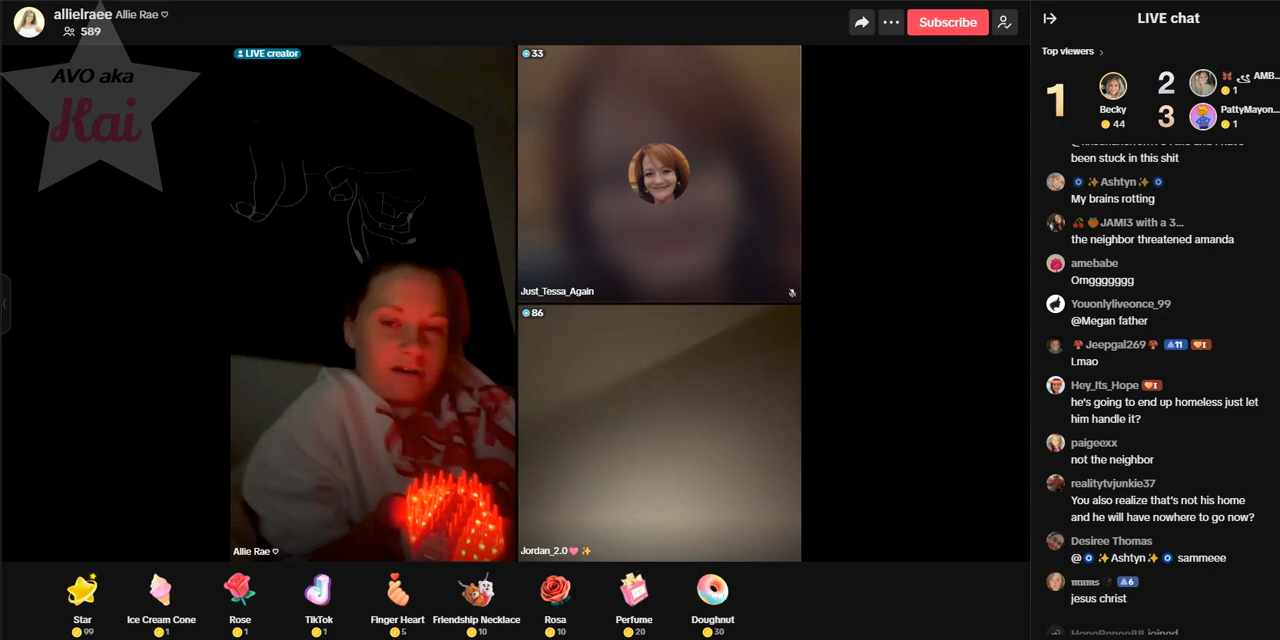 allielraee Allie Rae ♡
589
Subscribe
AVO aka
Kai
LIVE creator
33
Just_Tessa_Again
86
Allie Rae ♡
Jordan_2.0 💗 ✨
Star
99
Ice Cream Cone
1
Rose
1
TikTok
1
Finger Heart
5
Friendship Necklace
10
Rosa
10
Perfume
20
Doughnut
30
LIVE chat
Top viewers >
1
Becky
44
2
AMB...
1
3
PattyMayon...
1
been stuck in this shit
🧿 ✨Ashtyn✨ 🧿
My brains rotting
🍒 🍑JAMI3 with a 3...
the neighbor threatened amanda
amebabe
Omggggggg
Youonlyliveonce_99
@Megan father
🍄 Jeepgal269 🍄 11 I
Lmao
Hey_Its_Hope I
he's going to end up homeless just let
him handle it?
paigeexx
not the neighbor
realitytvjunkie37
You also realize that's not his home
and he will have nowhere to go now?
Desiree Thomas
@🧿 ✨Ashtyn✨ 🧿 sammeee
6
jesus christ